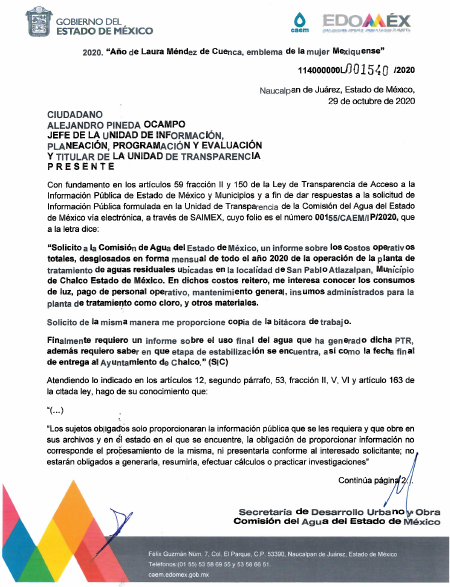 GOBIERNO DEL
ESTADO DE MÉXICO
caem
EDOMÉX
2020. "Año de Laura Méndez de Cuenca, emblema de la mujer Mexiquense"
114000000L/001540 /2020
Naucalpan de Juárez, Estado de México,
29 de octubre de 2020
CIUDADANO
ALEJANDRO PINEDA OCAMPO
JEFE DE LA UNIDAD DE INFORMACIÓN,
PLANEACIÓN, PROGRAMACIÓN Y EVALUACIÓN
Y TITULAR DE LA UNIDAD DE TRANSPARENCIA
P R E S E N T E
Con fundamento en los artículos 59 fracción II y 150 de la Ley de Transparencia de Acceso a la
Información Pública de Estado de México y Municipios y a fin de dar respuestas a la solicitud de
Información Pública formulada en la Unidad de Transparencia de la Comisión del Agua del Estado
de México vía electrónica, a través de SAIMEX, cuyo folio es el número 00155/CAEM/IP/2020, que
a la letra dice:
"Solicito a la Comisión de Agua del Estado de México, un informe sobre los costos operativos
totales, desglosados en forma mensual de todo el año 2020 de la operación de la planta de
tratamiento de aguas residuales ubicadas en la localidad de San Pablo Atlazalpan, Municipio
de Chalco Estado de México. En dichos costos reitero, me interesa conocer los consumos
de luz, pago de personal operativo, mantenimiento general, insumos administrados para la
planta de tratamiento como cloro, y otros materiales.
Solicito de la misma manera me proporcione copia de la bitácora de trabajo.
Finalmente requiero un informe sobre el uso final del agua que ha generado dicha PTR,
además requiero saber en que etapa de estabilización se encuentra, así como la fecha final
de entrega al Ayuntamiento de Chalco." (SIC)
Atendiendo lo indicado en los artículos 12, segundo párrafo, 53, fracción II, V, VI y artículo 163 de
la citada ley, hago de su conocimiento que:
"(...)
"Los sujetos obligados solo proporcionaran la información pública que se les requiera y que obre en
sus archivos y en él estado en el que se encuentre, la obligación de proporcionar información no
corresponde el procesamiento de la misma, ni presentarla conforme al interesado solicitante; no
estarán obligados a generarla, resumirla, efectuar cálculos o practicar investigaciones"
Continúa página 2...
Secretaría de Desarrollo Urbano y Obra
Comisión del Agua del Estado de México
Félix Guzmán Núm. 7, Col. El Parque, C.P. 53390, Naucalpan de Juárez, Estado de México.
Teléfonos:(01 55) 53 58 69 55 y 53 58 66 51.
caem.edomex.gob.mx